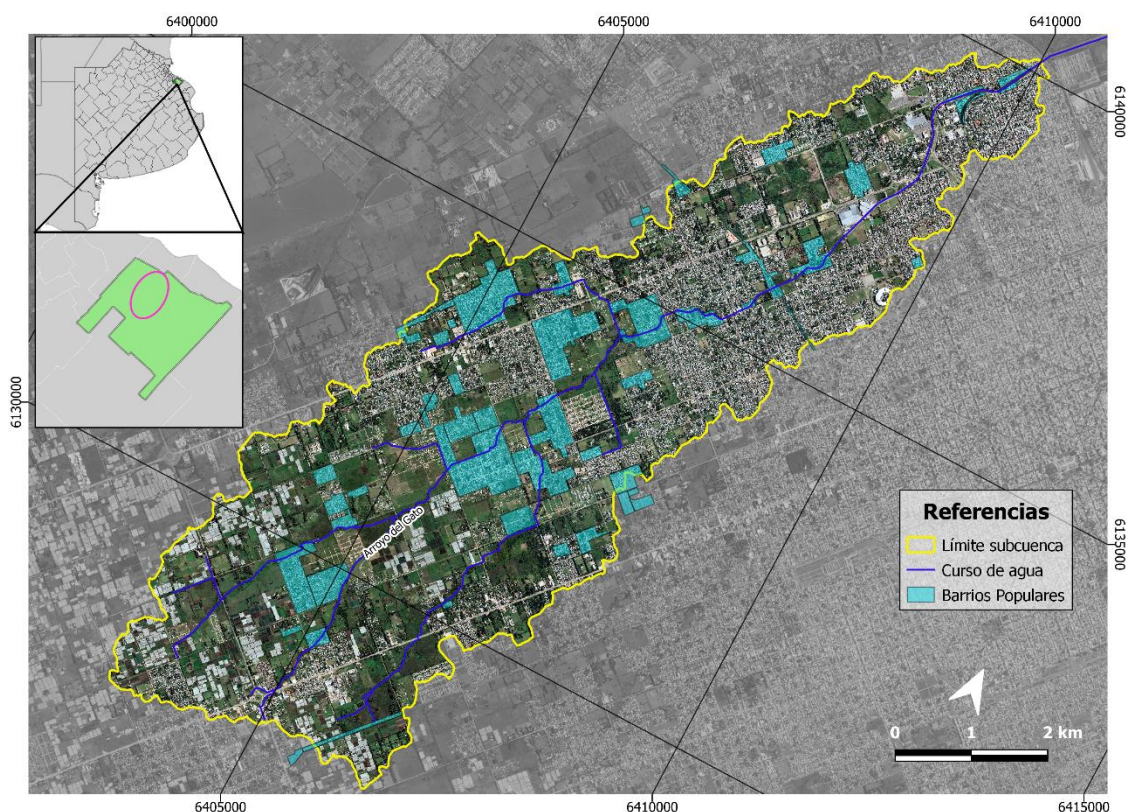 6400000
6405000
6410000
6140000
6130000
Arroyo del Gato
Referencias
Límite subcuenca
Curso de agua
Barrios Populares
6135000
0 1 2 km
6405000
6410000
6415000